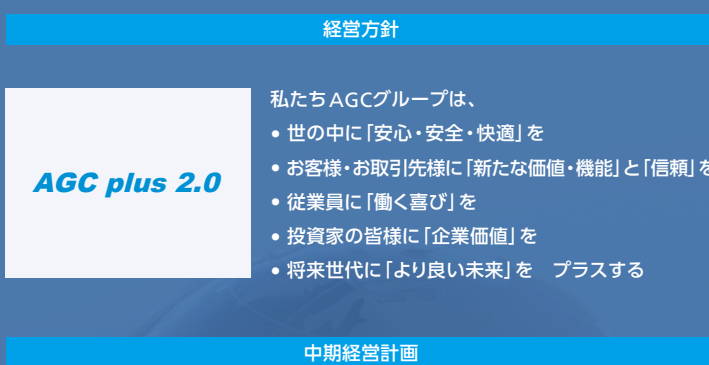 経営方針
AGC plus 2.0
私たちAGCグループは、
• 世の中に「安心・安全・快適」を
• お客様・お取引先様に「新たな価値・機能」と「信頼」を
• 従業員に「働く喜び」を
• 投資家の皆様に「企業価値」を
• 将来世代に「より良い未来」を　プラスする
中期経営計画